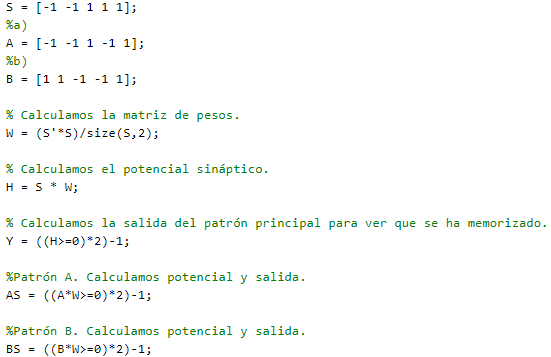 S = [-1 -1 1 1 1];
%a)
A = [-1 -1 1 -1 1];
%b)
B = [1 1 -1 -1 1];
% Calculamos la matriz de pesos.
W = (S'*S)/size(S,2);
% Calculamos el potencial sináptico.
H = S * W;
% Calculamos la salida del patrón principal para ver que se ha memorizado.
Y = ((H>=0)*2)-1;
%Patrón A. Calculamos potencial y salida.
AS = ((A*W>=0)*2)-1;
%Patrón B. Calculamos potencial y salida.
BS = ((B*W>=0)*2)-1;